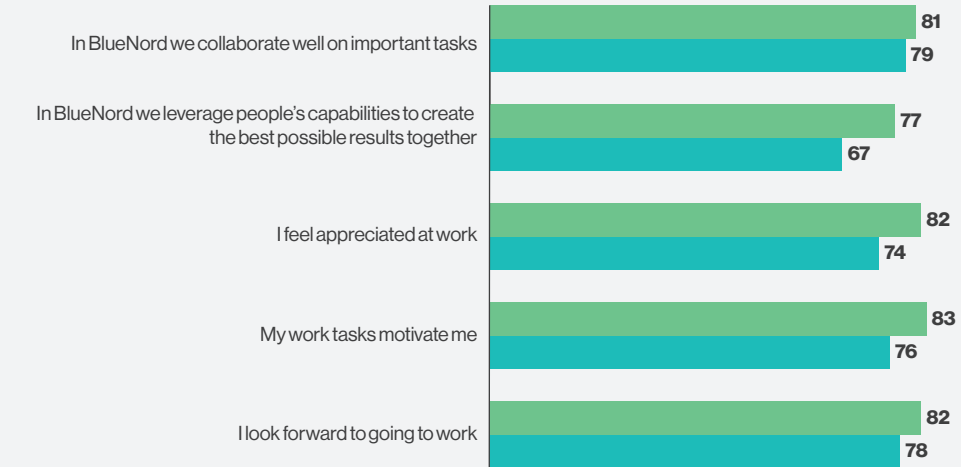 In BlueNord we collaborate well on important tasks
81
79
In BlueNord we leverage people's capabilities to create
the best possible results together
77
67
I feel appreciated at work
82
74
My work tasks motivate me
83
76
I look forward to going to work
82
78